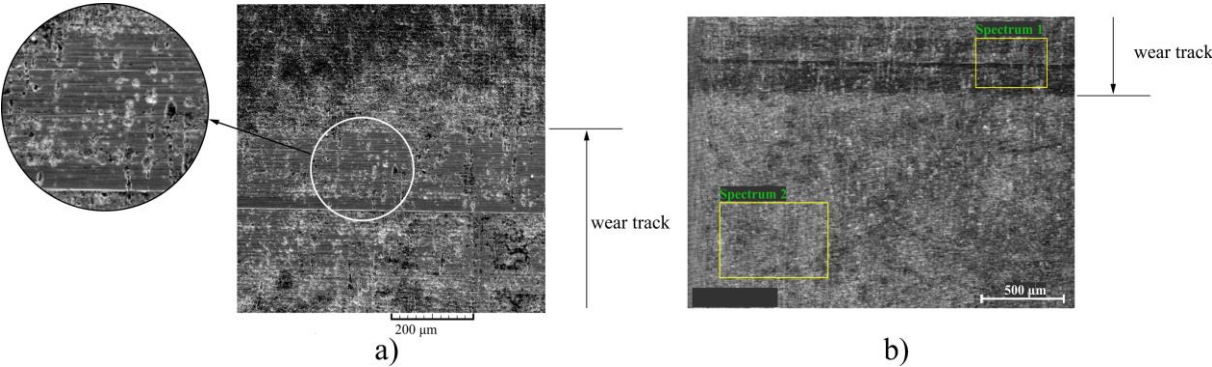 wear track
200 μm
a)
Spectrum 1
wear track
Spectrum 2
500 μm
b)